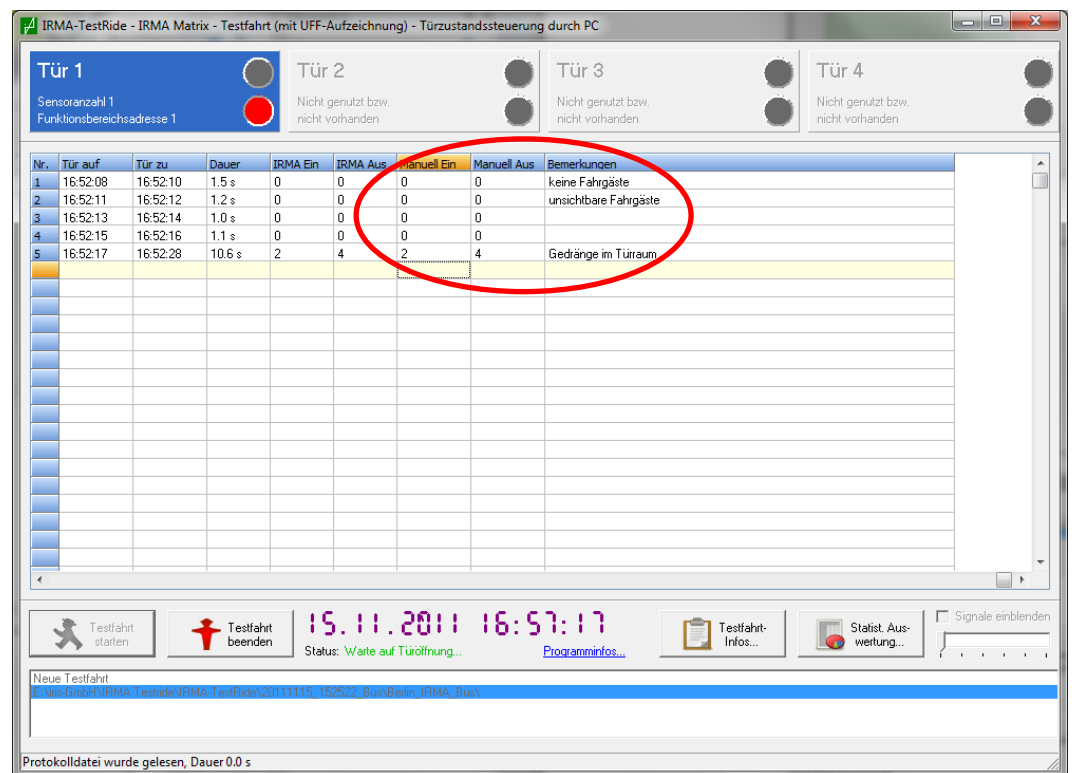 IRMA-TestRide - IRMA Matrix - Testfahrt (mit UFF-Aufzeichnung) - Türzustandssteuerung durch PC
Tür 1
Sensoranzahl 1
Funktionsbereichsadresse 1
Tür 2
Nicht genutzt bzw.
nicht vorhanden
Tür 3
Nicht genutzt bzw.
nicht vorhanden
Tür 4
Nicht genutzt bzw.
nicht vorhanden
Nr. Tür auf Tür zu Dauer IRMA Ein IRMA Aus Manuell Ein Manuell Aus Bemerkungen
1 16:52:08 16:52:10 1.5 s 0 0 0 0 keine Fahrgäste
2 16:52:11 16:52:12 1.2 s 0 0 0 0 unsichtbare Fahrgäste
3 16:52:13 16:52:14 1.0 s 0 0 0 0
4 16:52:15 16:52:16 1.1 s 0 0 0 0
5 16:52:17 16:52:28 10.6 s 2 4 2 4 Gedränge im Türraum
Testfahrt
starten
Testfahrt
beenden
15.11.2011 16:57:17
Status: Warte auf Türöffnung...
Programminfos...
Testfahrt-
Infos...
Statist. Aus-
wertung...
Signale einblenden
Neue Testfahrt
E:\iris GmbH\IRMA Testride\IRMA-TestRide\20111115_152522_Bus\Berlin_IRMA_Bus\
Protokolldatei wurde gelesen, Dauer 0.0 s